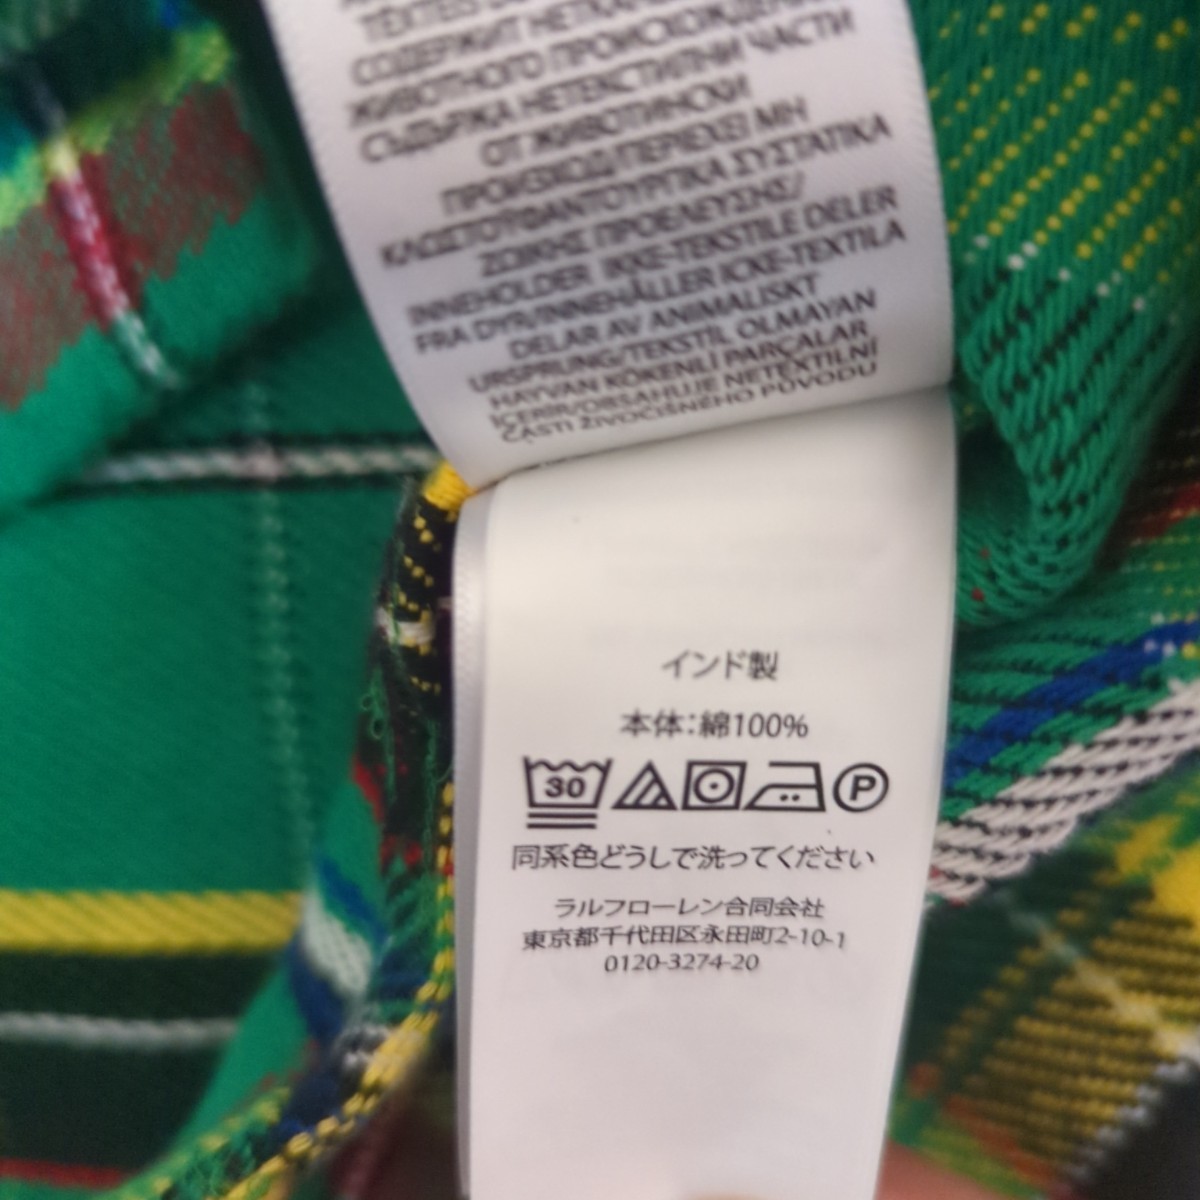 СОДЕРЖИТ
ЖИВОТНОГО ПРОИСХОЖДЕНИЯ
СЪДЪРЖА НЕТЕКСТИЛНИ ЧАСТИ
ОТ ЖИВОТИНСКИ
ПРОИЗХОД/ΠΕΡΙΕΧΕΙ ΜΗ
ΚΛΩΣΤΟΫΦΑΝΤΟΥΡΓΙΚΑ ΣΥΣΤΑΤΙΚΑ
ΖΩΙΚΗΣ ΠΡΟΕΛΕΥΣΗΣ/
INNEHOLDER IKKE-TEKSTILE DELER
FRA DYR/INNEHÅLLER ICKE-TEXTILA
DELAR AV ANIMALISKT
URSPRUNG/TEKSTİL OLMAYAN
HAYVAN KÖKENLİ PARÇALAR
İÇERİR/OBSAHUJE NETEXTILNÍ
ČÁSTI ŽIVOČIŠNÉHO PŮVODU
インド製
本体:綿100%
30 P
同系色どうしで洗ってください
ラルフローレン合同会社
東京都千代田区永田町2-10-1
0120-3274-20